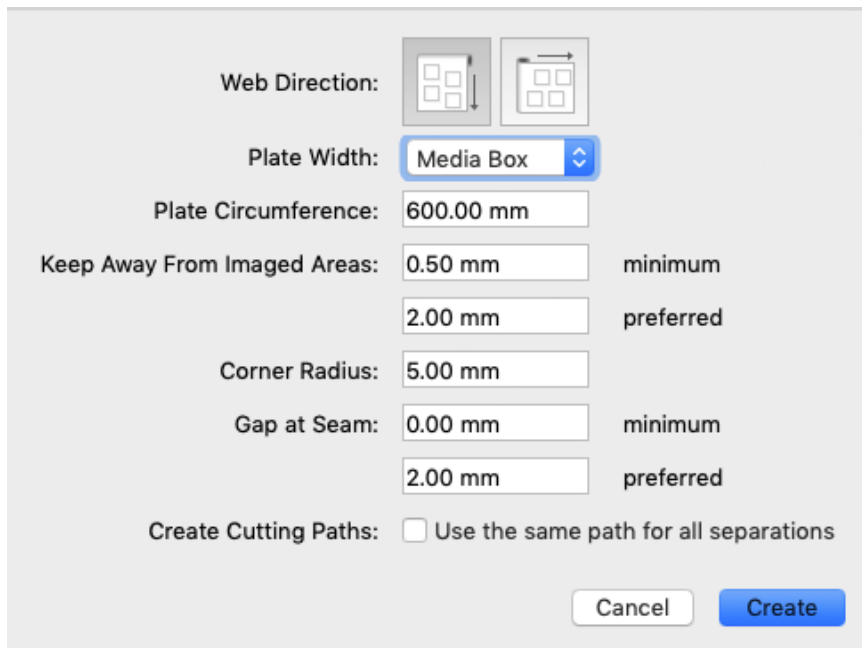 Web Direction:
Plate Width: Media Box
Plate Circumference: 600.00 mm
Keep Away From Imaged Areas: 0.50 mm minimum
2.00 mm preferred
Corner Radius: 5.00 mm
Gap at Seam: 0.00 mm minimum
2.00 mm preferred
Create Cutting Paths: Use the same path for all separations
Cancel Create